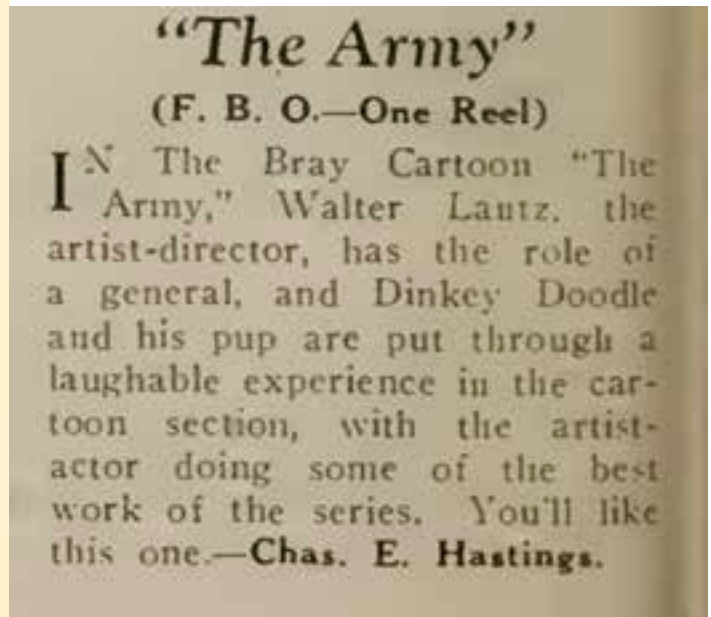 "The Army"
(F. B. O.—One Reel)
IN The Bray Cartoon "The
Army," Walter Lautz, the
artist-director, has the role of
a general, and Dinkey Doodle
and his pup are put through a
laughable experience in the car-
toon section, with the artist-
actor doing some of the best
work of the series. You'll like
this one.—Chas. E. Hastings.